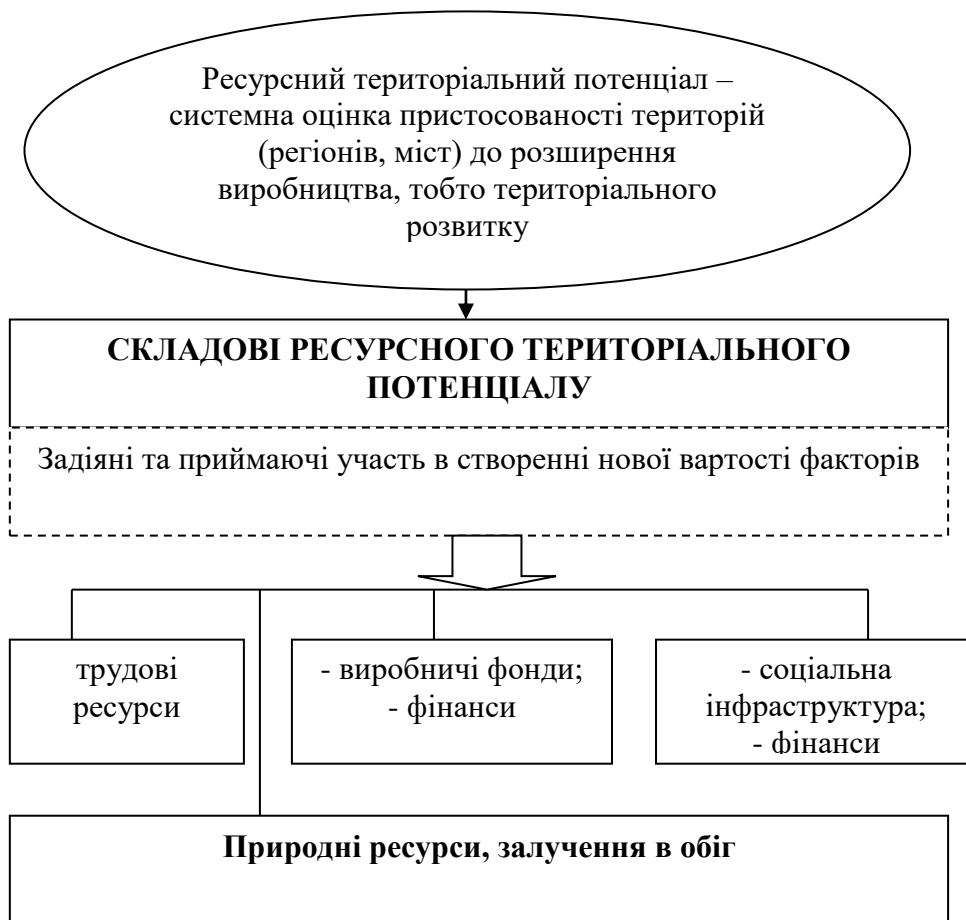 Ресурсний територіальний потенціал –
системна оцінка пристосованості територій
(регіонів, міст) до розширення
виробництва, тобто територіального
розвитку
СКЛАДОВІ РЕСУРСНОГО ТЕРИТОРІАЛЬНОГО
ПОТЕНЦІАЛУ
Задіяні та приймаючі участь в створенні нової вартості факторів
трудові
ресурси
- виробничі фонди;
- фінанси
- соціальна
інфраструктура;
- фінанси
Природні ресурси, залучення в обіг